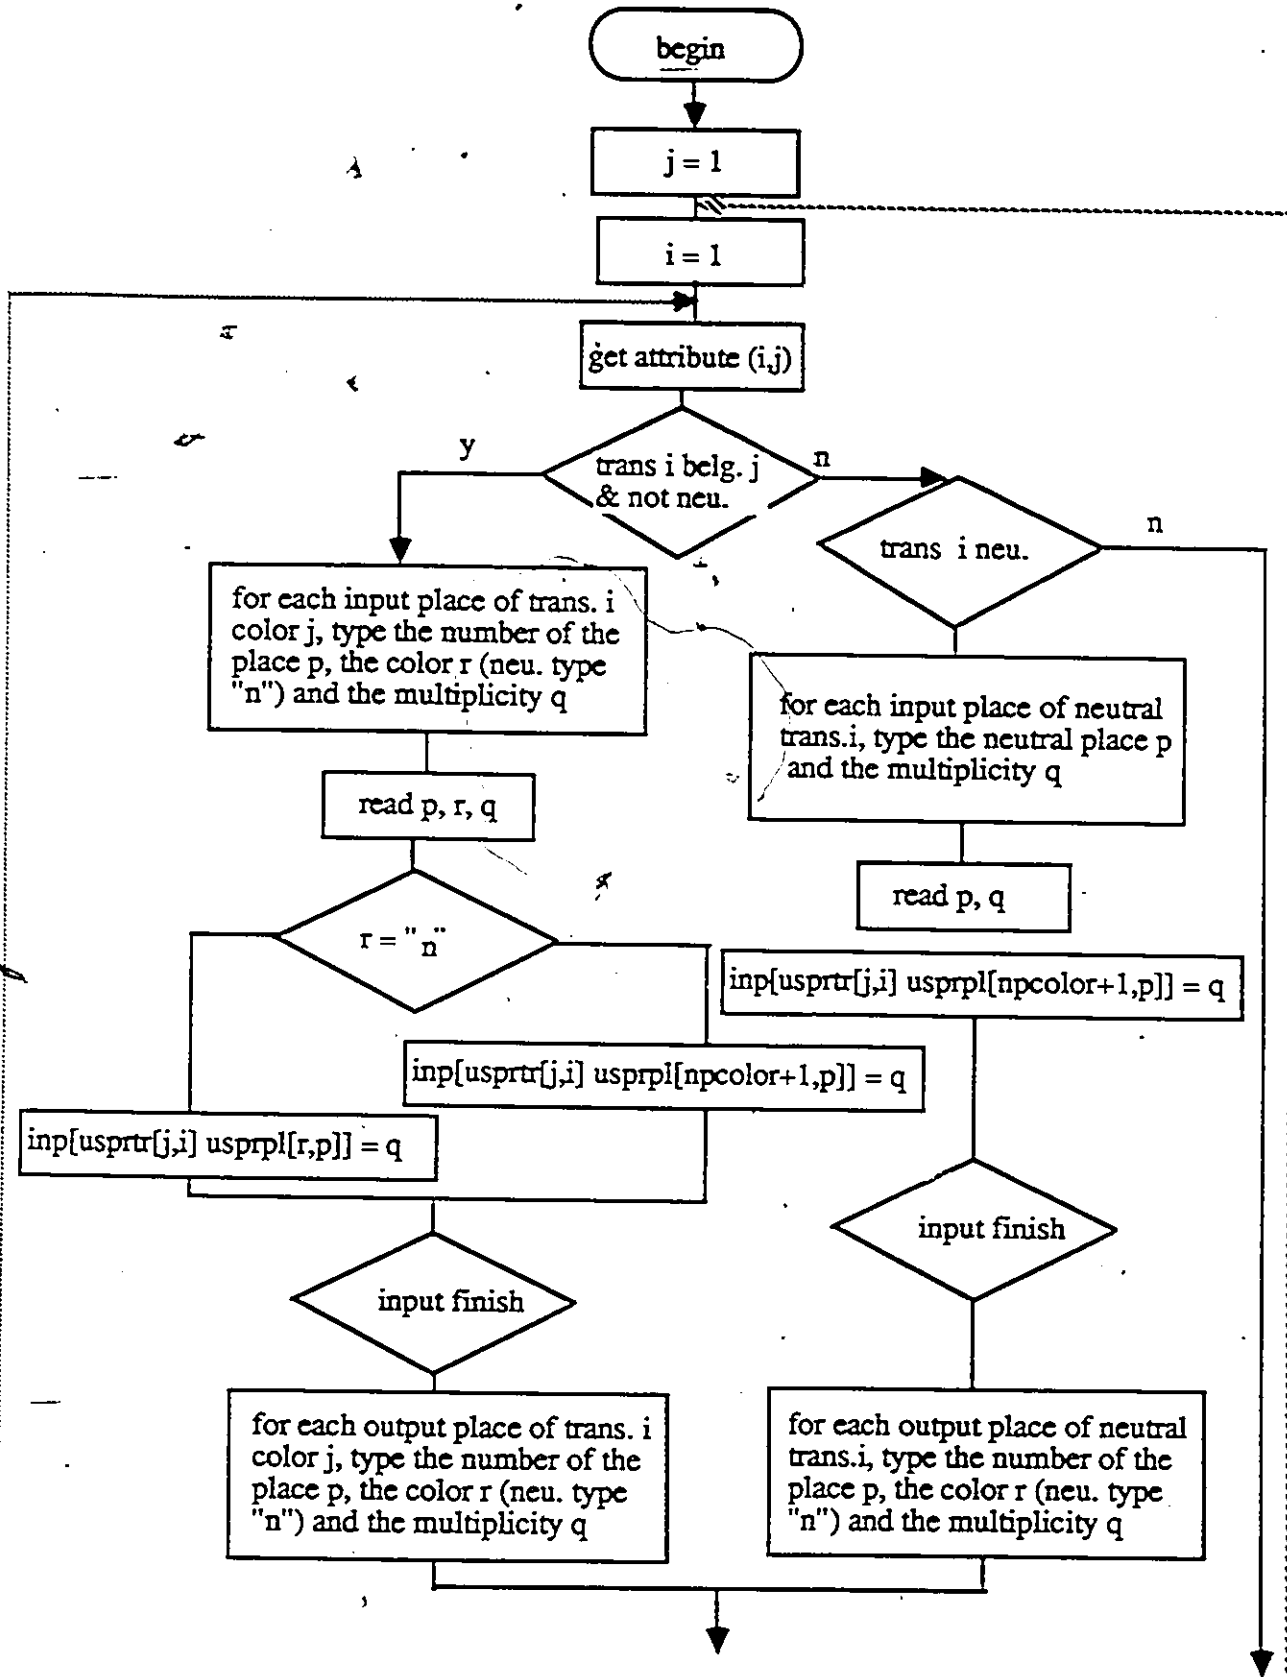 begin
j = 1
i = 1
get attribute (i,j)
y
trans i belg. j
& not neu.
n
trans i neu.
n
for each input place of trans. i
color j, type the number of the
place p, the color r (neu. type
"n") and the multiplicity q
for each input place of neutral
trans.i, type the neutral place p
and the multiplicity q
read p, r, q
read p, q
r = "n"
inp[usprtr[j,i] usprpl[npcolor+1,p]] = q
inp[usprtr[j,i] usprpl[npcolor+1,p]] = q
inp[usprtr[j,i] usprpl[r,p]] = q
input finish
input finish
for each output place of trans. i
color j, type the number of the
place p, the color r (neu. type
"n") and the multiplicity q
for each output place of neutral
trans.i, type the number of the
place p, the color r (neu. type
"n") and the multiplicity q